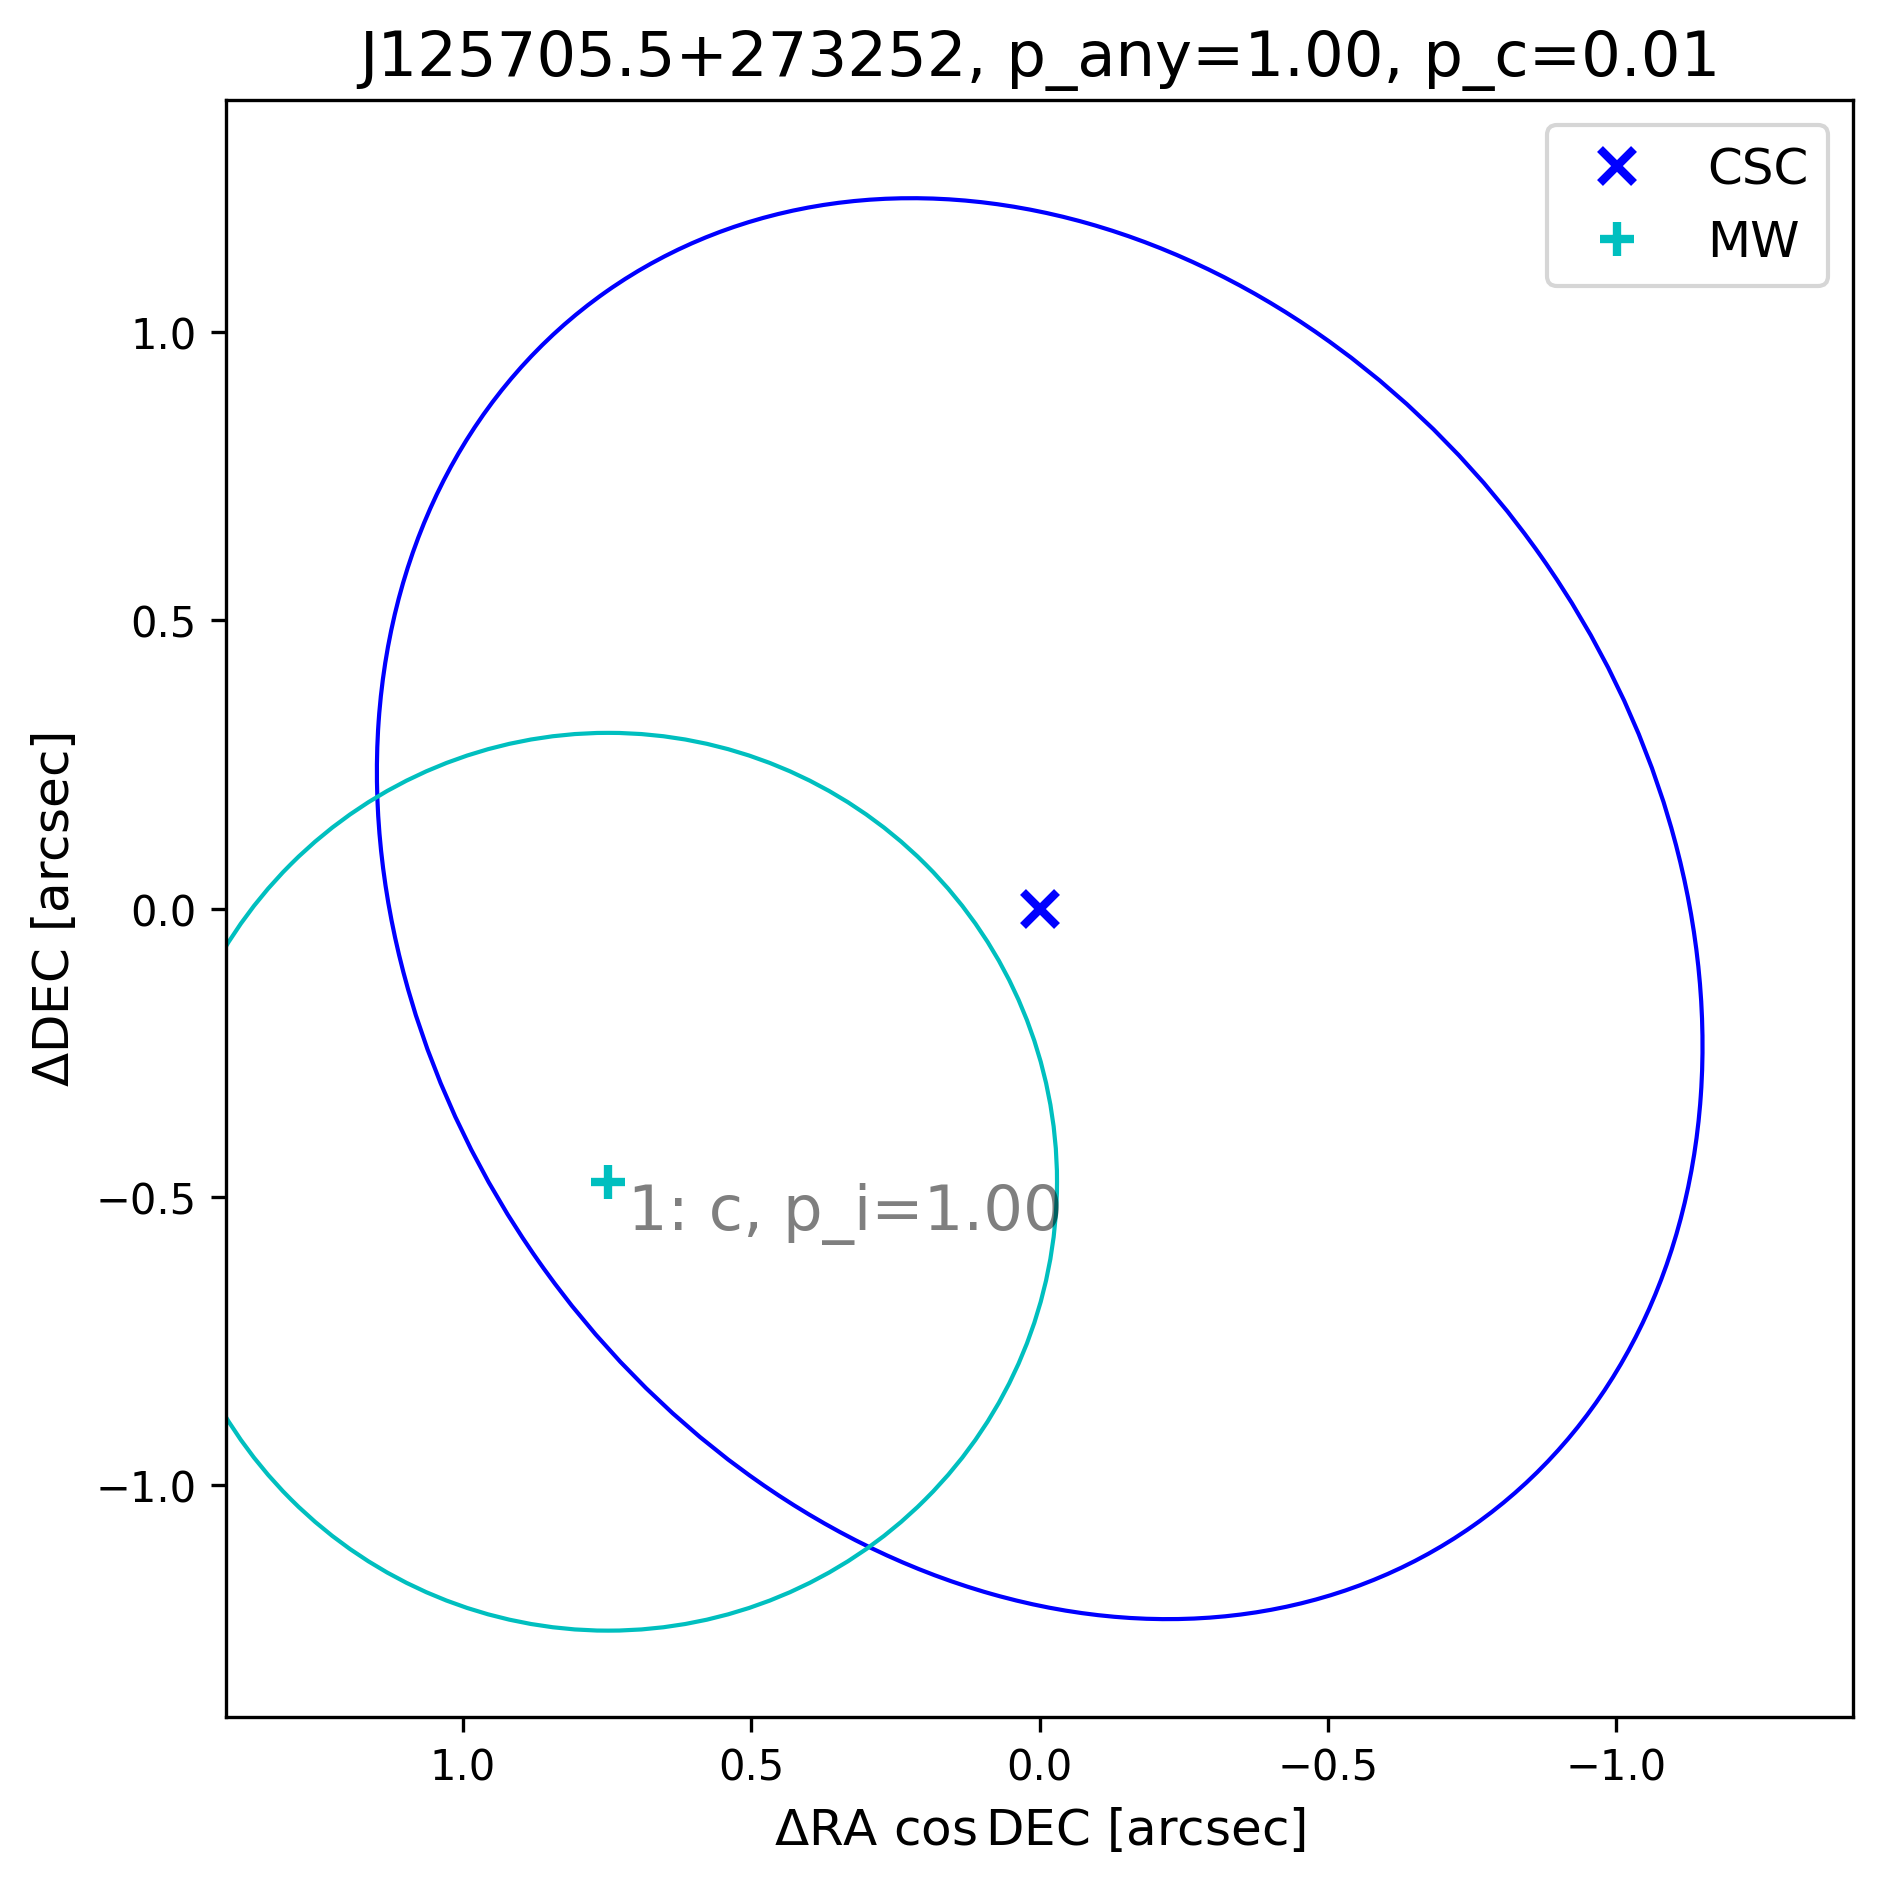 J125705.5+273252, p_any=1.00, p_c=0.01
CSC
MW
1.0
0.5
0.0
−0.5
−1.0
ΔDEC [arcsec]
1: c, p_i=1.00
1.0
0.5
0.0
−0.5
−1.0
ΔRA cos DEC [arcsec]